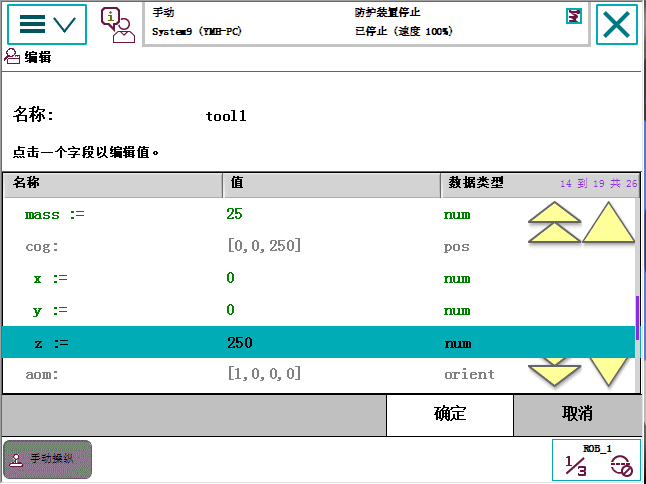 手动
防护装置停止
System9 (YMH-PC)
已停止 (速度 100%)
编辑
名称:
tool1
点击一个字段以编辑值。
名称 值 数据类型 14 到 19 共 26
mass := 25 num
cog: [0,0,250] pos
x := 0 num
y := 0 num
z := 250 num
aom: [1,0,0,0] orient
确定 取消
手动操纵
ROB_1
1/3